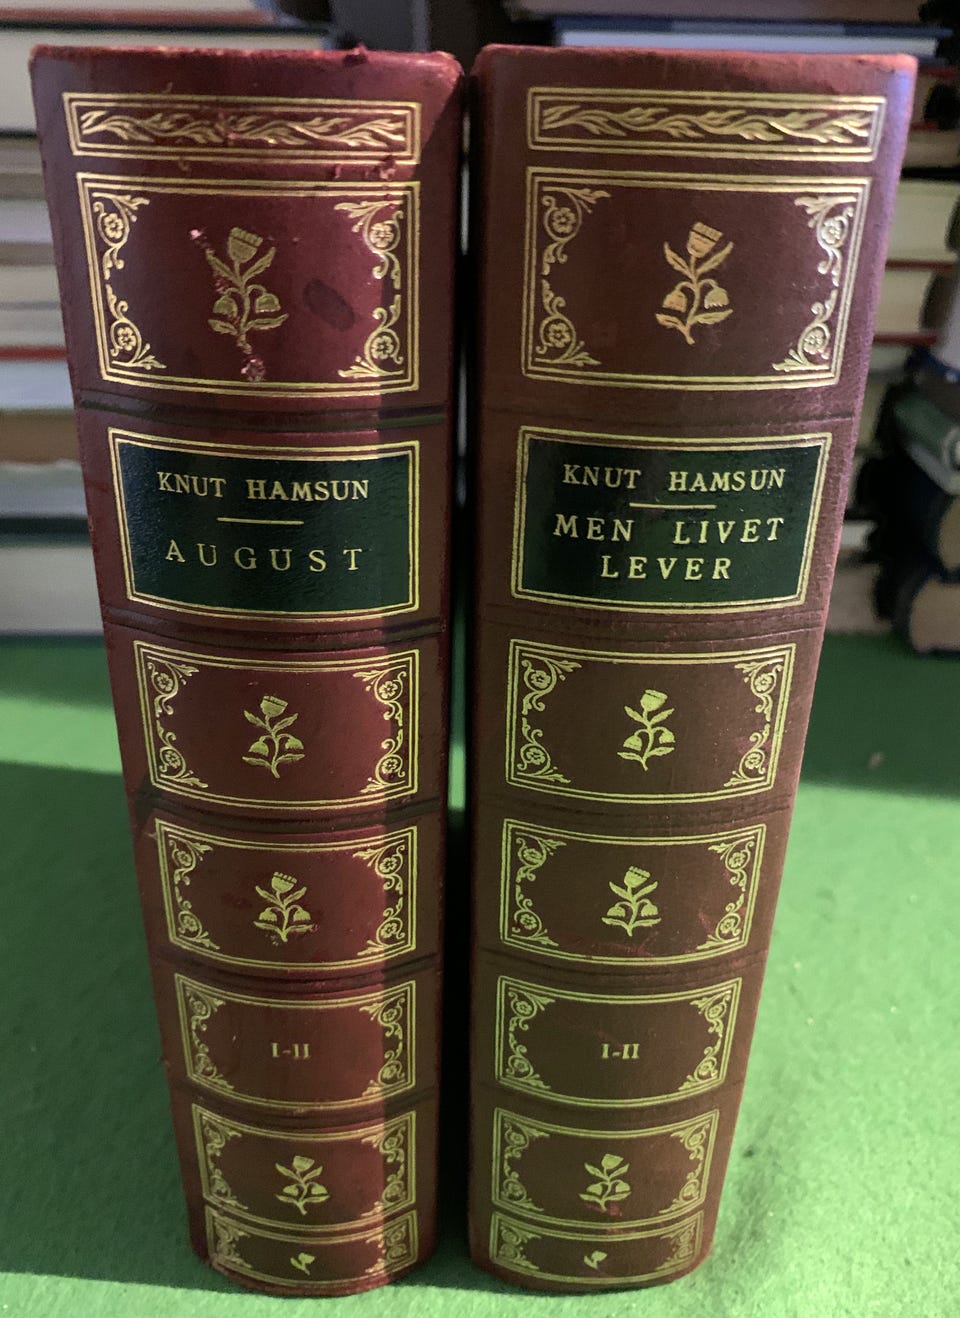 KNUT HAMSUN
AUGUST
I-II
KNUT HAMSUN
MEN LIVET
LEVER
I-II